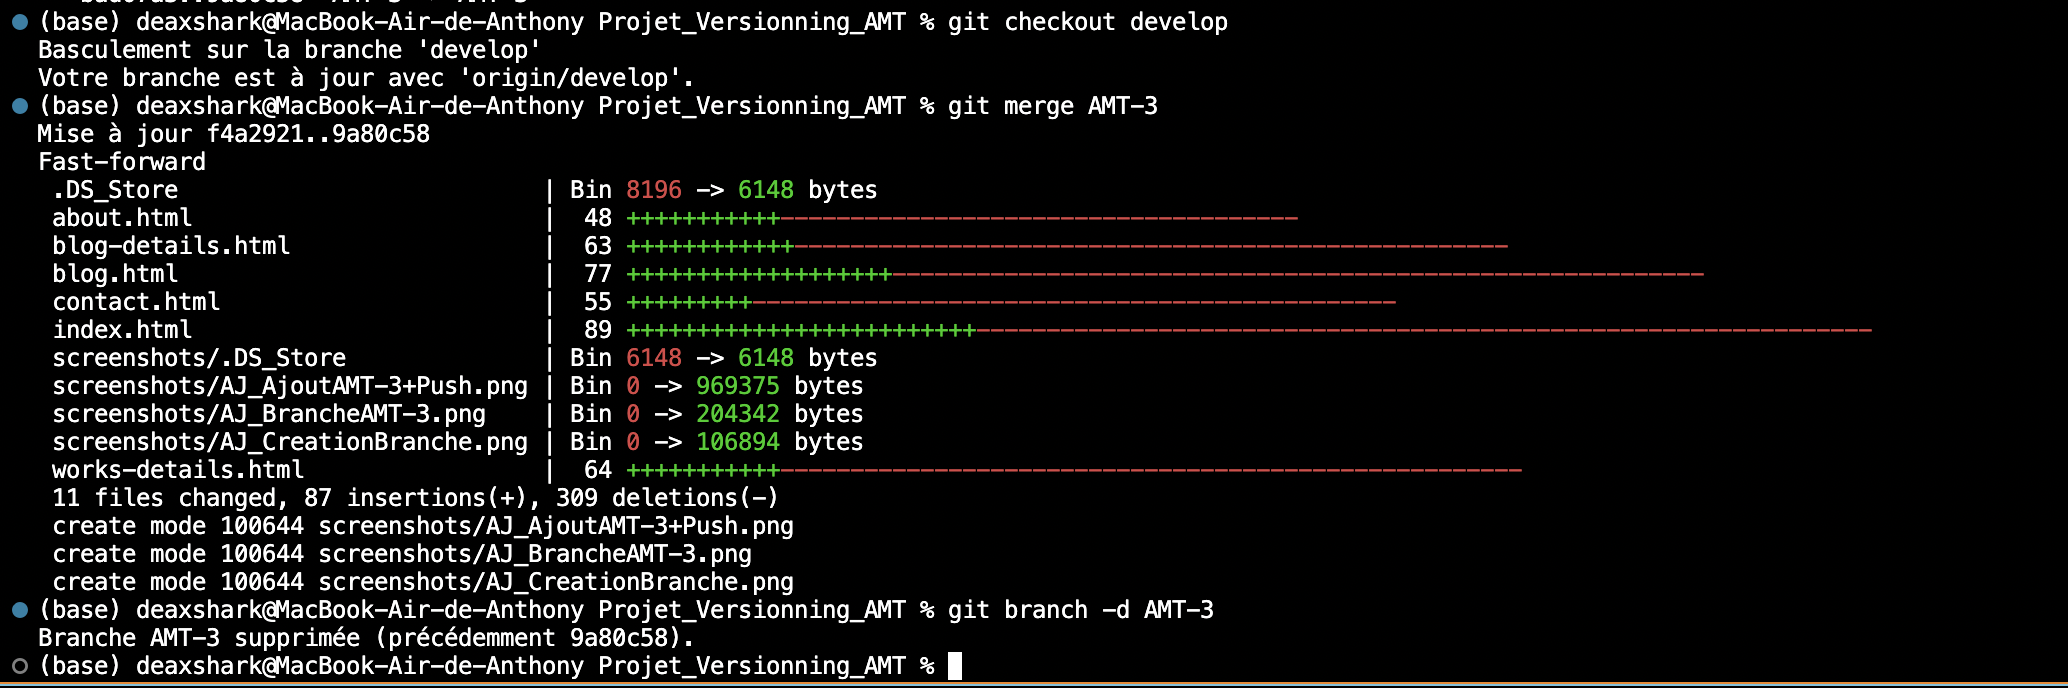 (base) deaxshark@MacBook-Air-de-Anthony Projet_Versionning_AMT % git checkout develop
Basculement sur la branche 'develop'
Votre branche est à jour avec 'origin/develop'.
(base) deaxshark@MacBook-Air-de-Anthony Projet_Versionning_AMT % git merge AMT-3
Mise à jour f4a2921..9a80c58
Fast-forward
.DS_Store | Bin 8196 -> 6148 bytes
about.html | 48 +++++++++++-------------------------------------
blog-details.html | 63 ++++++++++++---------------------------------------------------
blog.html | 77 +++++++++++++++++++----------------------------------------------------------
contact.html | 55 +++++++++----------------------------------------------
index.html | 89 +++++++++++++++++++++++++----------------------------------------------------------------
screenshots/.DS_Store | Bin 6148 -> 6148 bytes
screenshots/AJ_AjoutAMT-3+Push.png | Bin 0 -> 969375 bytes
screenshots/AJ_BrancheAMT-3.png | Bin 0 -> 204342 bytes
screenshots/AJ_CreationBranche.png | Bin 0 -> 106894 bytes
works-details.html | 64 +++++++++++-----------------------------------------------------
11 files changed, 87 insertions(+), 309 deletions(-)
create mode 100644 screenshots/AJ_AjoutAMT-3+Push.png
create mode 100644 screenshots/AJ_BrancheAMT-3.png
create mode 100644 screenshots/AJ_CreationBranche.png
(base) deaxshark@MacBook-Air-de-Anthony Projet_Versionning_AMT % git branch -d AMT-3
Branche AMT-3 supprimée (précédemment 9a80c58).
(base) deaxshark@MacBook-Air-de-Anthony Projet_Versionning_AMT %